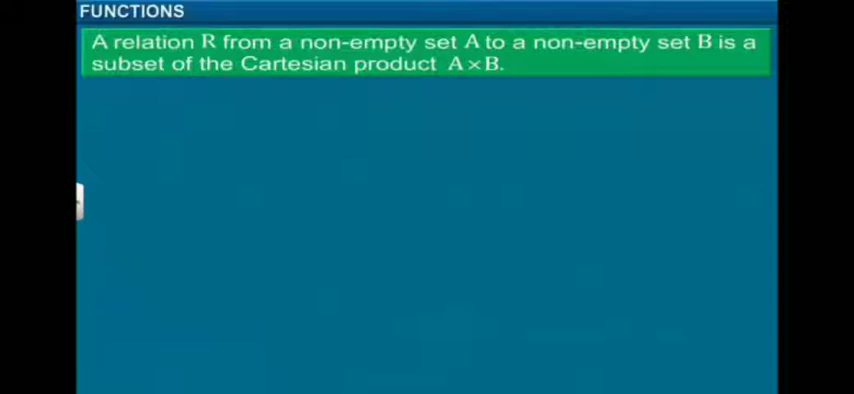 FUNCTIONS
A relation R from a non-empty set A to a non-empty set B is a
subset of the Cartesian product A×B.